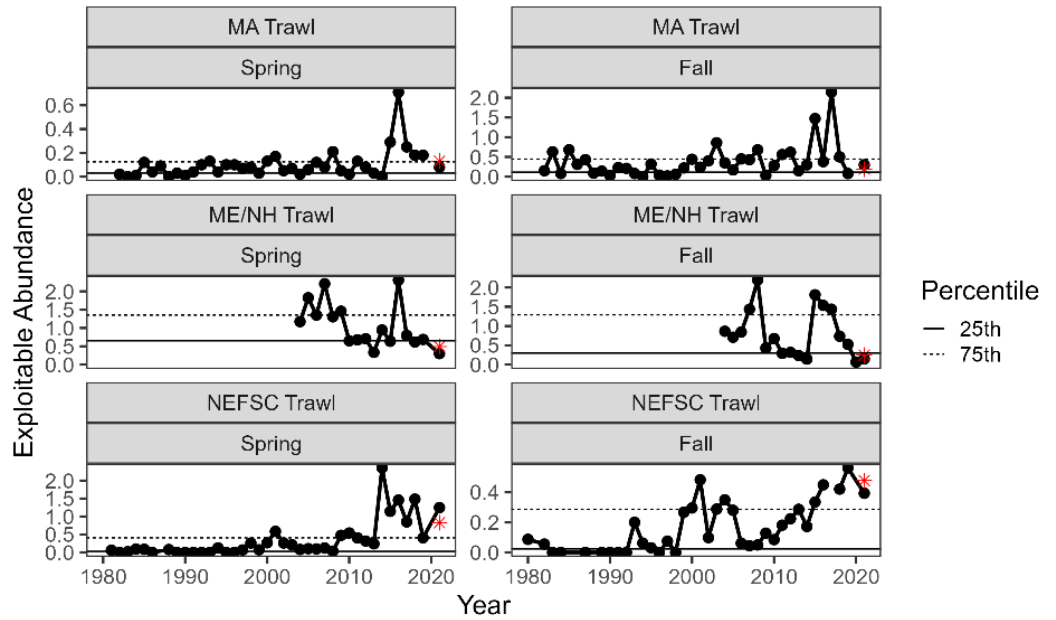 MA Trawl
Spring
0.6
0.4
0.2
0.0
MA Trawl
Fall
2.0
1.5
1.0
0.5
0.0
ME/NH Trawl
Spring
2.0
1.5
1.0
0.5
0.0
ME/NH Trawl
Fall
2.0
1.5
1.0
0.5
0.0
NEFSC Trawl
Spring
2.0
1.5
1.0
0.5
0.0
1980 1990 2000 2010 2020
NEFSC Trawl
Fall
0.4
0.2
0.0
1980 1990 2000 2010 2020
Exploitable Abundance
Year
Percentile
25th
75th